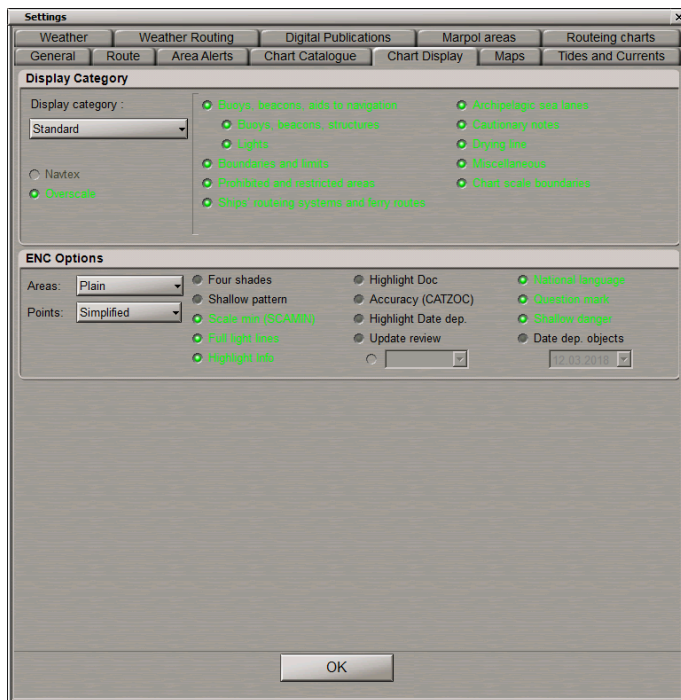 Settings
Weather Weather Routing Digital Publications Marpol areas Routeing charts
General Route Area Alerts Chart Catalogue Chart Display Maps Tides and Currents
Display Category
Display category :
Standard
Navtex
Overscale
Buoys, beacons, aids to navigation
Buoys, beacons, structures
Lights
Boundaries and limits
Prohibited and restricted areas
Ships' routeing systems and ferry routes
Archipelagic sea lanes
Cautionary notes
Drying line
Miscellaneous
Chart scale boundaries
ENC Options
Areas: Plain
Points: Simplified
Four shades
Shallow pattern
Scale min (SCAMIN)
Full light lines
Highlight info
Highlight Doc
Accuracy (CATZOC)
Highlight Date dep.
Update review
National language
Question mark
Shallow danger
Date dep. objects
12.03.2018
OK